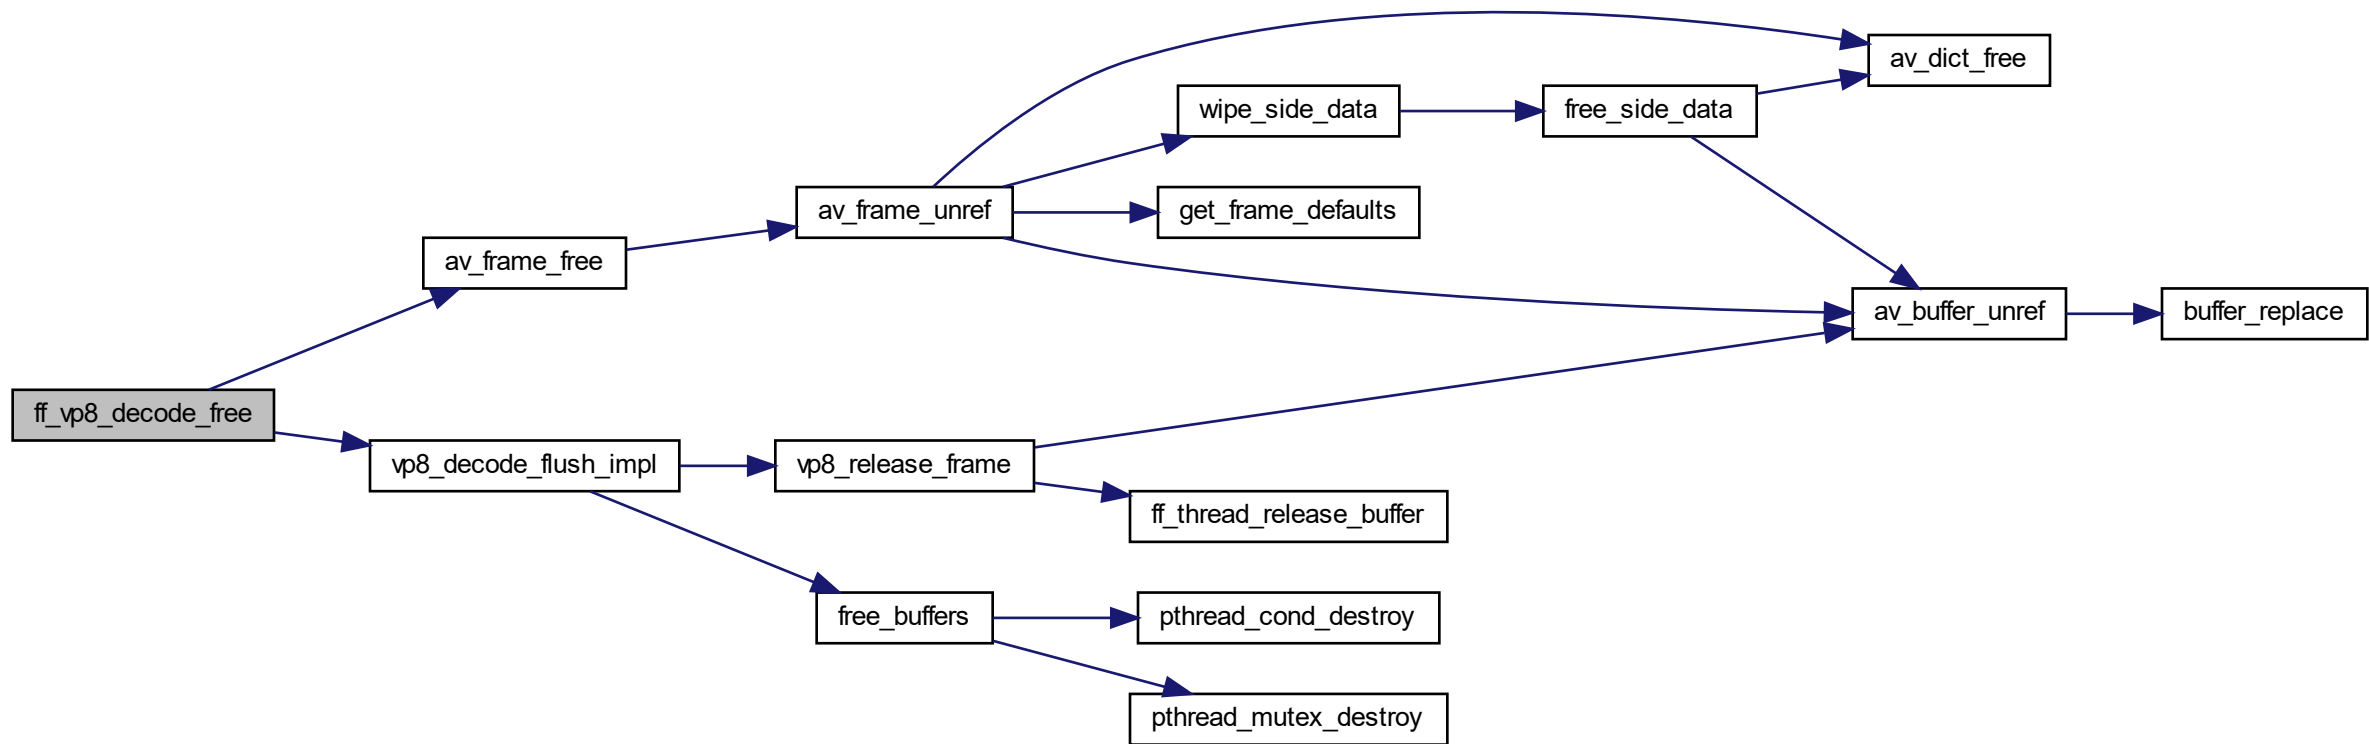 av_dict_free
wipe_side_data
free_side_data
av_frame_unref
get_frame_defaults
av_frame_free
av_buffer_unref
buffer_replace
ff_vp8_decode_free
vp8_decode_flush_impl
vp8_release_frame
ff_thread_release_buffer
free_buffers
pthread_cond_destroy
pthread_mutex_destroy